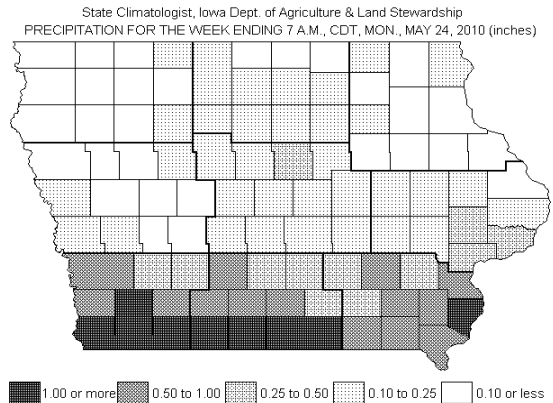 State Climatologist, Iowa Dept. of Agriculture & Land Stewardship
PRECIPITATION FOR THE WEEK ENDING 7 A.M., CDT, MON., MAY 24, 2010 (inches)
1.00 or more 0.50 to 1.00 0.25 to 0.50 0.10 to 0.25 0.10 or less